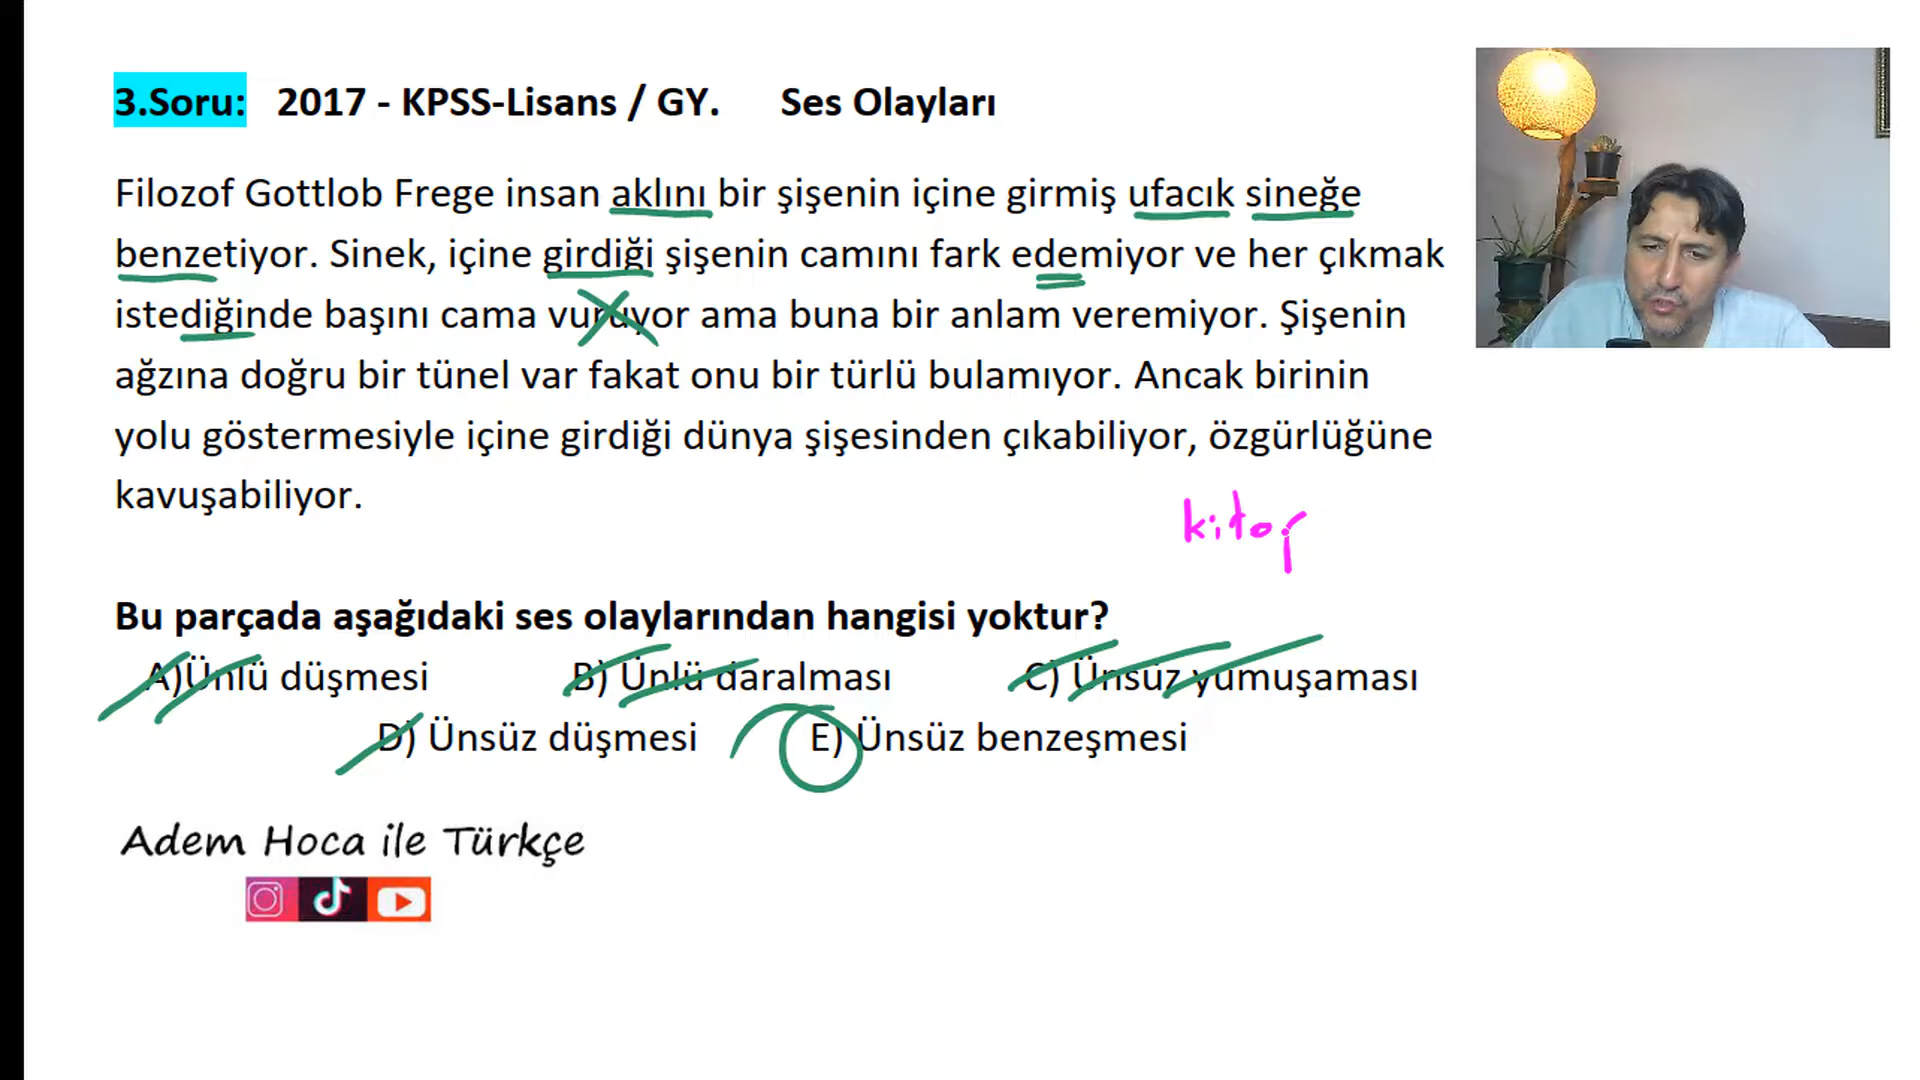 3.Soru: 2017 - KPSS-Lisans / GY. Ses Olayları
Filozof Gottlob Frege insan aklını bir şişenin içine girmiş ufacık sineğe
benzetiyor. Sinek, içine girdiği şişenin camını fark edemiyor ve her çıkmak
istediğinde başını cama vuruyor ama buna bir anlam veremiyor. Şişenin
ağzına doğru bir tünel var fakat onu bir türlü bulamıyor. Ancak birinin
yolu göstermesiyle içine girdiği dünya şişesinden çıkabiliyor, özgürlüğüne
kavuşabiliyor.
Bu parçada aşağıdaki ses olaylarından hangisi yoktur?
A)Ünlü düşmesi B) Ünlü daralması C) Ünsüz yumuşaması
D) Ünsüz düşmesi E) Ünsüz benzeşmesi
Adem Hoca ile Türkçe